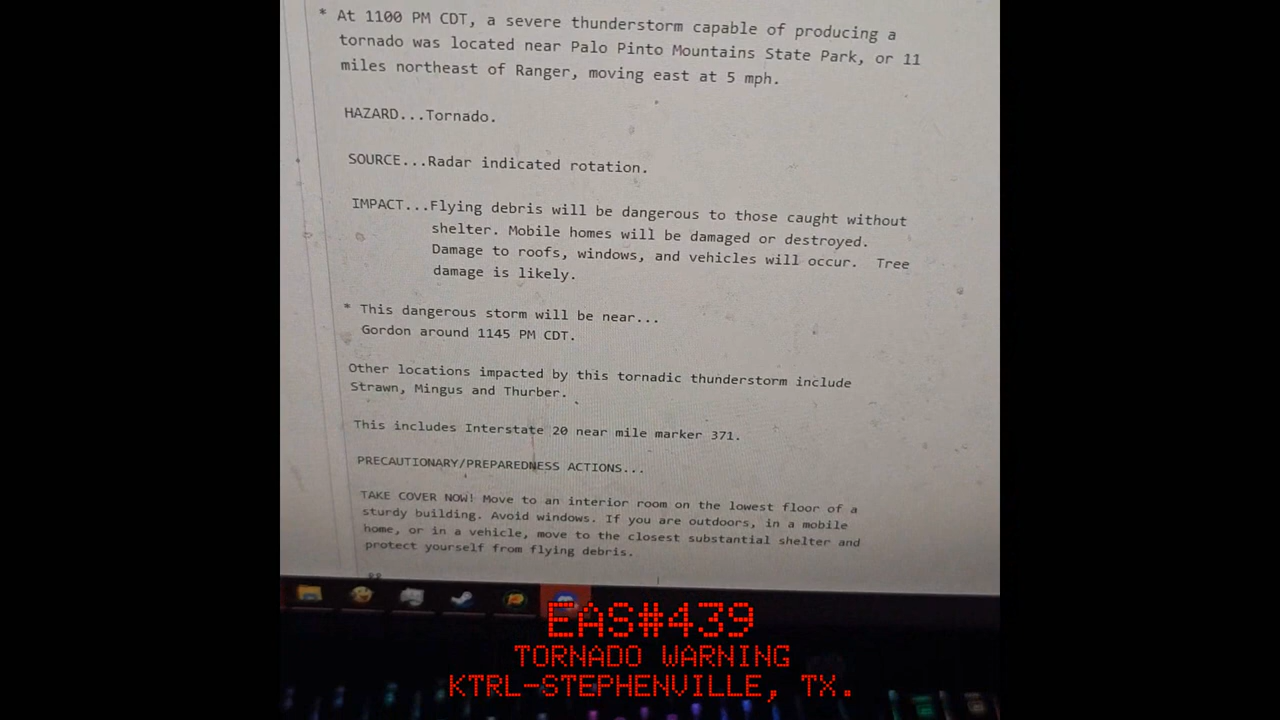 * At 1100 PM CDT, a severe thunderstorm capable of producing a
tornado was located near Palo Pinto Mountains State Park, or 11
miles northeast of Ranger, moving east at 5 mph.
HAZARD...Tornado.
SOURCE...Radar indicated rotation.
IMPACT...Flying debris will be dangerous to those caught without
shelter. Mobile homes will be damaged or destroyed.
Damage to roofs, windows, and vehicles will occur. Tree
damage is likely.
* This dangerous storm will be near...
Gordon around 1145 PM CDT.
Other locations impacted by this tornadic thunderstorm include
Strawn, Mingus and Thurber.
This includes Interstate 20 near mile marker 371.
PRECAUTIONARY/PREPAREDNESS ACTIONS...
TAKE COVER NOW! Move to an interior room on the lowest floor of a
sturdy building. Avoid windows. If you are outdoors, in a mobile
home, or in a vehicle, move to the closest substantial shelter and
protect yourself from flying debris.
&&
EAS#439
TORNADO WARNING
KTRL-STEPHENVILLE, TX.